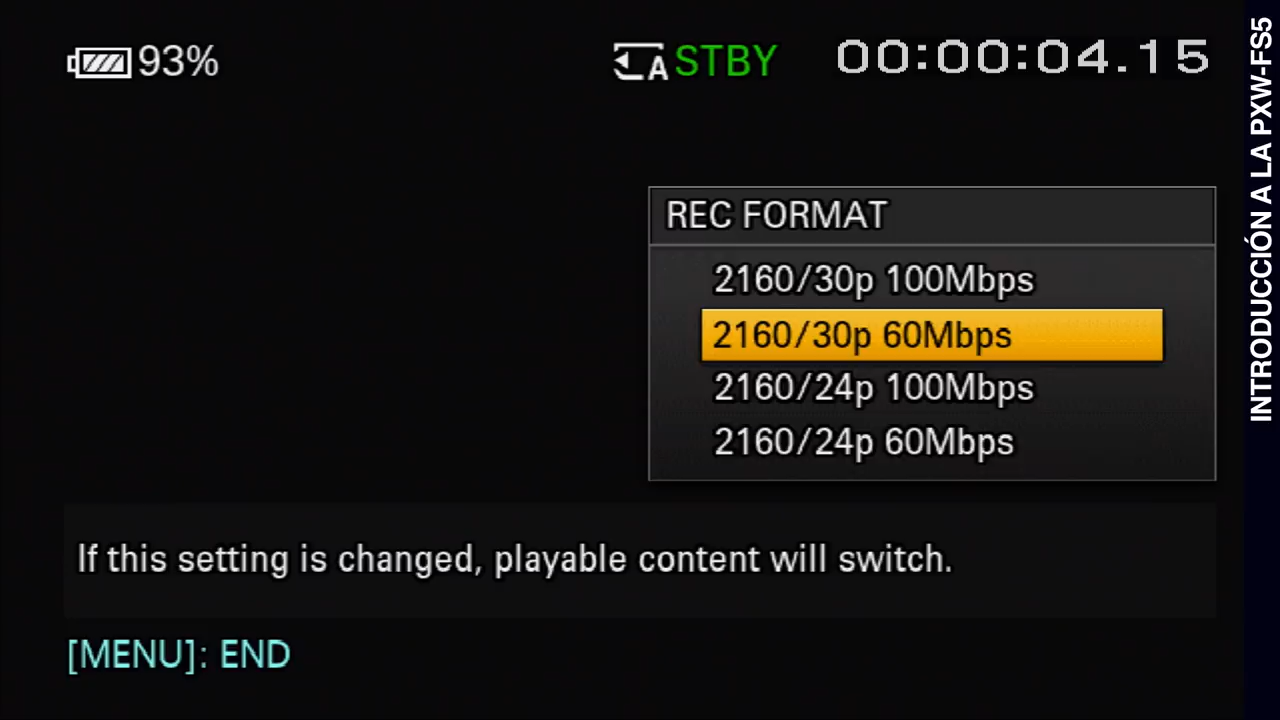 93%
A STBY
00:00:04.15
REC FORMAT
2160/30p 100Mbps
2160/30p 60Mbps
2160/24p 100Mbps
2160/24p 60Mbps
If this setting is changed, playable content will switch.
[MENU]: END
INTRODUCCIÓN A LA PXW-FS5